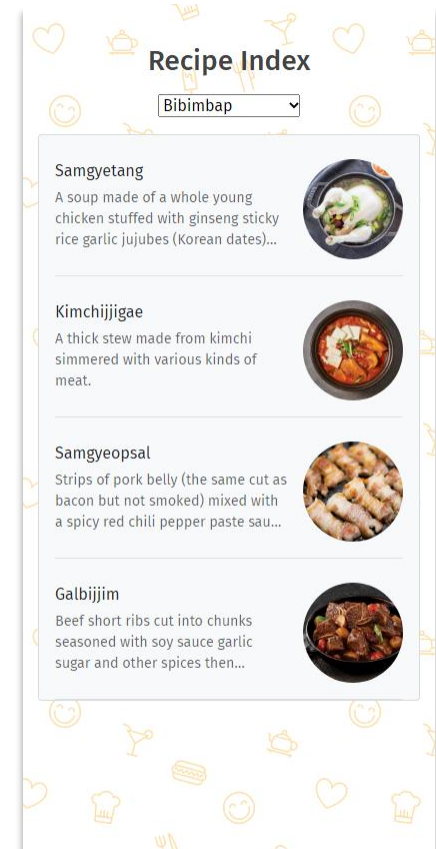 Recipe Index
Bibimbap
Samgyetang
A soup made of a whole young
chicken stuffed with ginseng sticky
rice garlic jujubes (Korean dates)...
Kimchijjigae
A thick stew made from kimchi
simmered with various kinds of
meat.
Samgyeopsal
Strips of pork belly (the same cut as
bacon but not smoked) mixed with
a spicy red chili pepper paste sau...
Galbijjim
Beef short ribs cut into chunks
seasoned with soy sauce garlic
sugar and other spices then...